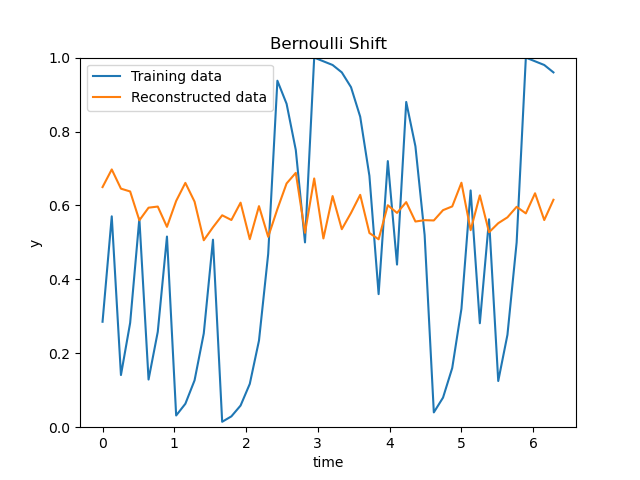 Bernoulli Shift
Training data
Reconstructed data
y
1.0
0.8
0.6
0.4
0.2
0.0
0 1 2 3 4 5 6
time